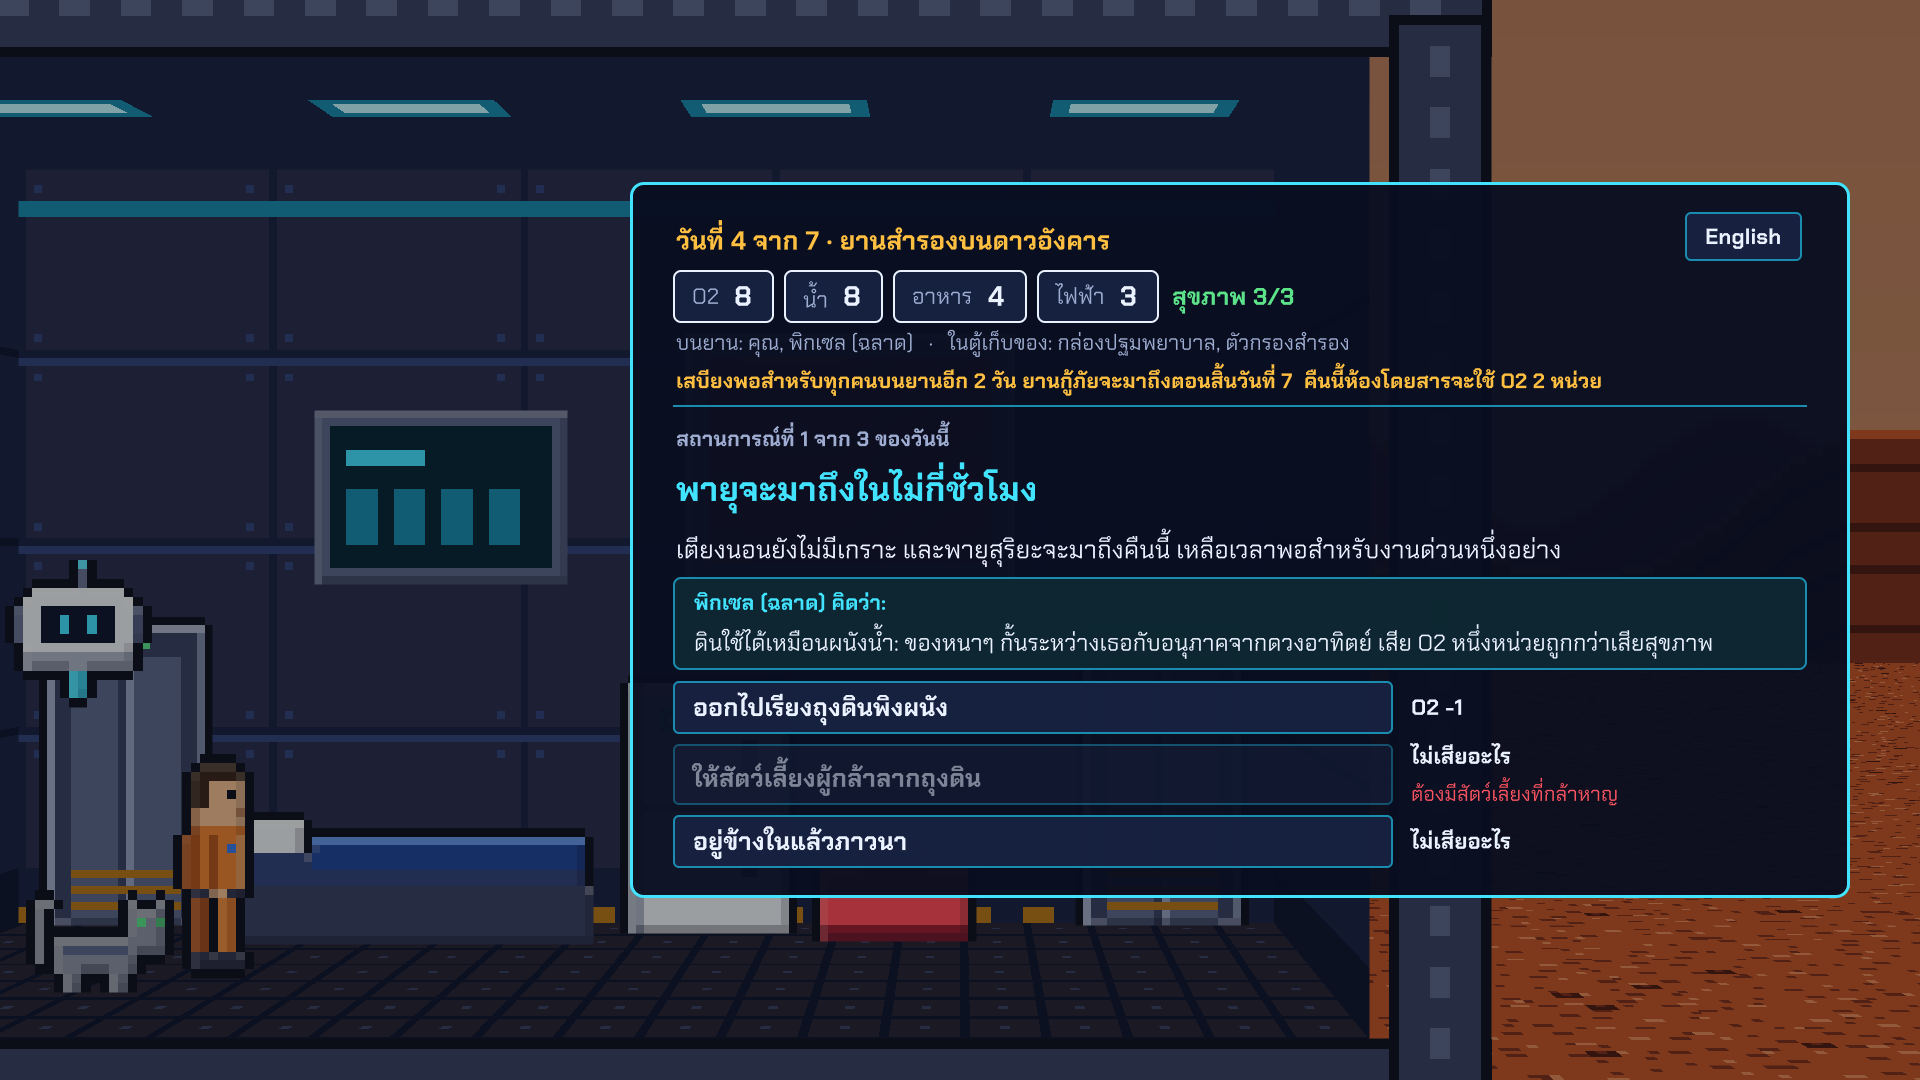 วันที่ 4 จาก 7 · ยานสำรองบนดาวอังคาร
English
O2 8 น้ำ 8 อาหาร 4 ไฟฟ้า 3 สุขภาพ 3/3
บนยาน: คุณ, พิกเซล (ฉลาด) · ในตู้เก็บของ: กล่องปฐมพยาบาล, ตัวกรองสำรอง
เสบียงพอสำหรับทุกคนบนยานอีก 2 วัน ยานกู้ภัยจะมาถึงตอนสิ้นวันที่ 7 คืนนี้ห้องโดยสารจะใช้ O2 2 หน่วย
สถานการณ์ที่ 1 จาก 3 ของวันนี้
พายุจะมาถึงในไม่กี่ชั่วโมง
เตียงนอนยังไม่มีเกราะ และพายุสุริยะจะมาถึงคืนนี้ เหลือเวลาพอสำหรับงานด่วนหนึ่งอย่าง
พิกเซล (ฉลาด) คิดว่า:
ดินใช้ได้เหมือนผนังน้ำ: ของหนาๆ กั้นระหว่างเธอกับอนุภาคจากดวงอาทิตย์ เสีย O2 หนึ่งหน่วยถูกกว่าเสียสุขภาพ
ออกไปเรียงถุงดินพิงผนัง O2 -1
ให้สัตว์เลี้ยงผู้กล้าลากถุงดิน ไม่เสียอะไร
ต้องมีสัตว์เลี้ยงที่กล้าหาญ
อยู่ข้างในแล้วภาวนา ไม่เสียอะไร